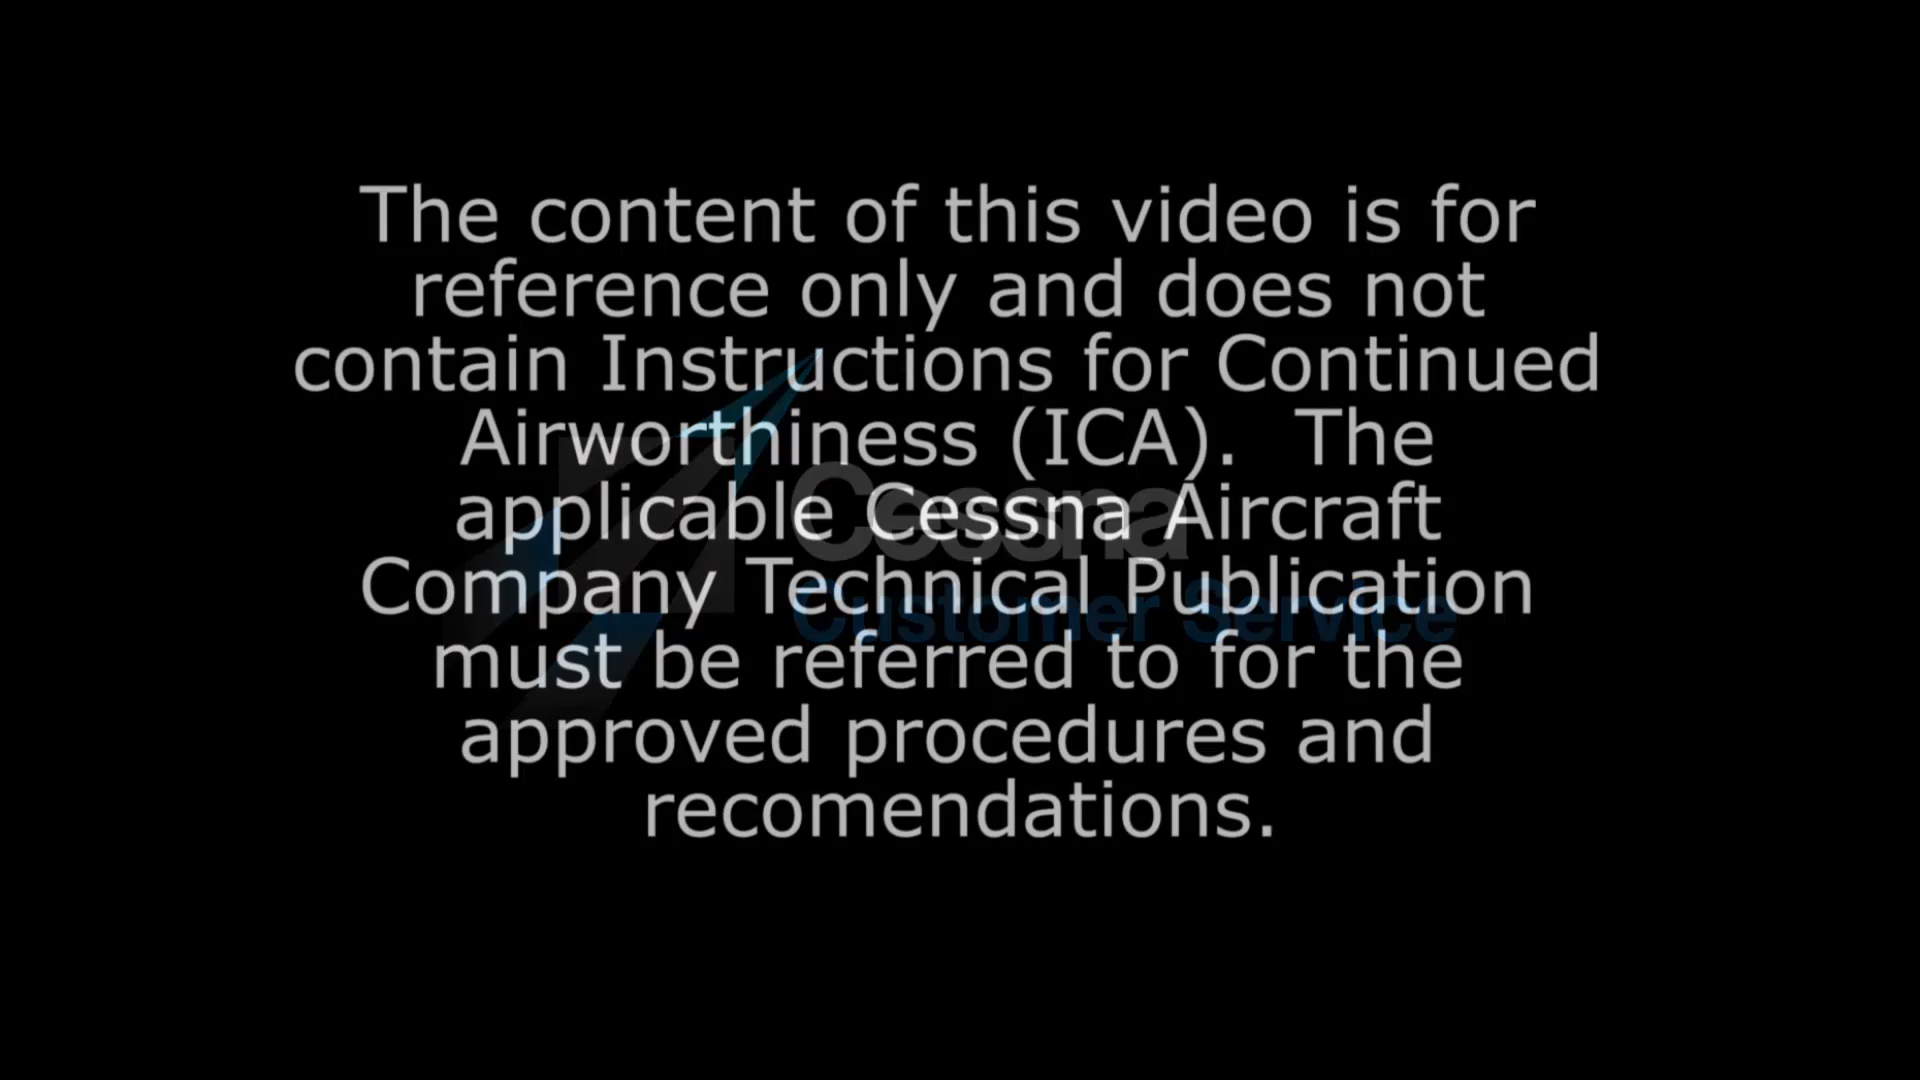 The content of this video is for
reference only and does not
contain Instructions for Continued
Airworthiness (ICA).  The
applicable Cessna Aircraft
Company Technical Publication
must be referred to for the
approved procedures and
recomendations.
Cessna
Customer Service